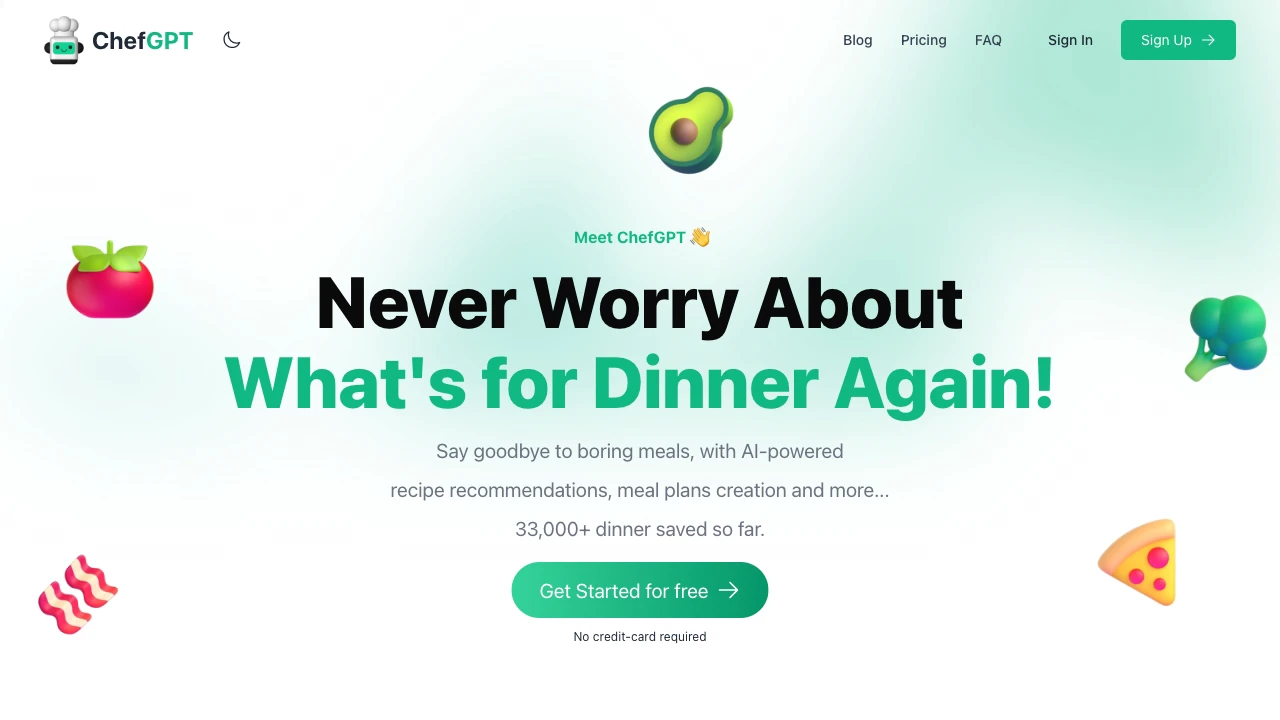 ChefGPT
Blog
Pricing
FAQ
Sign In
Sign Up
Meet ChefGPT
Never Worry About
What's for Dinner Again!
Say goodbye to boring meals, with AI-powered
recipe recommendations, meal plans creation and more...
33,000+ dinner saved so far.
Get Started for free
No credit-card required